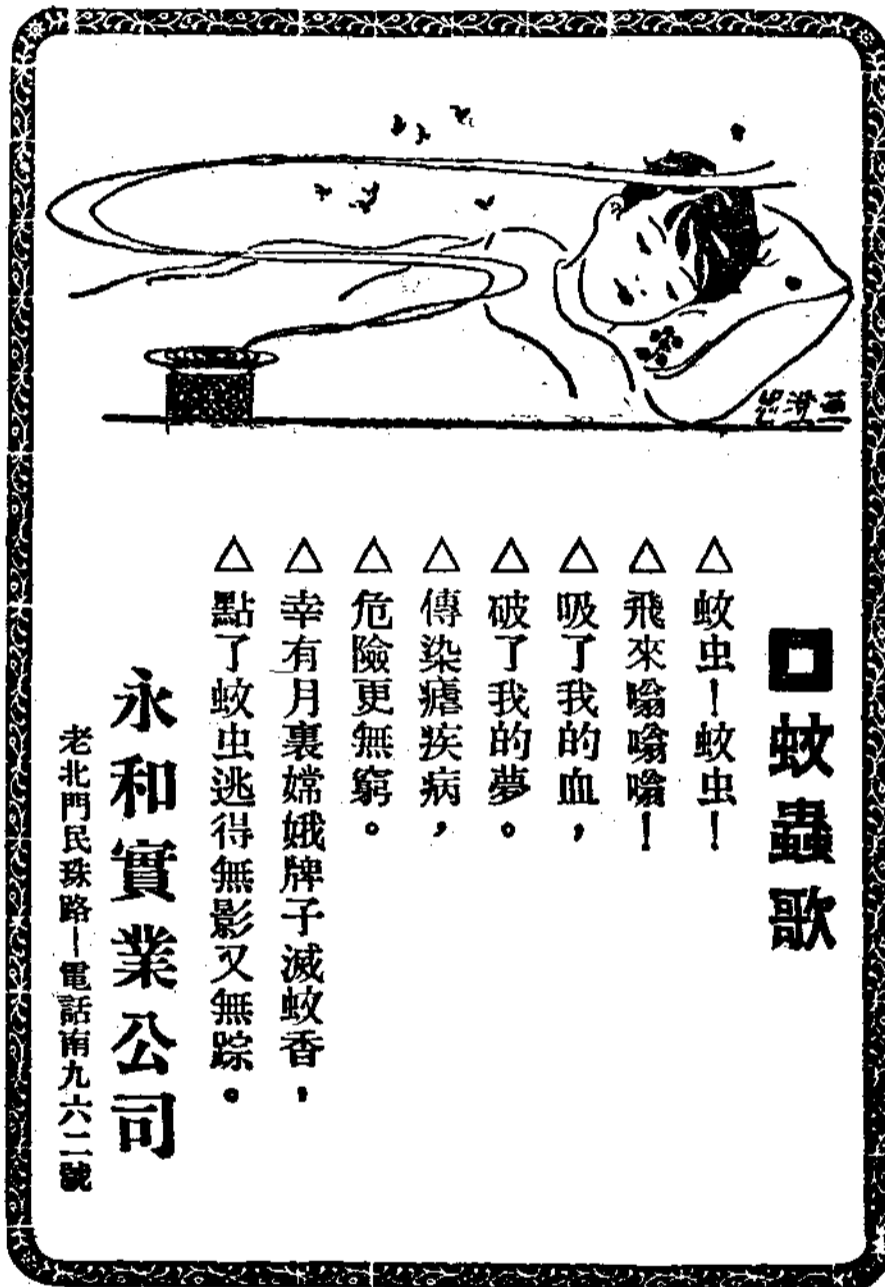 蚊蟲歌
△蚊虫！蚊虫！
△飛來嗡嗡嗡！
△吸了我的血，
△破了我的夢。
△傳染瘧疾病，
△危險更無窮。
△幸有月裏嫦娥牌子滅蚊香，
△點了蚊虫逃得無影又無踪。
永和實業公司
老北門民珠路—電話南九六二號